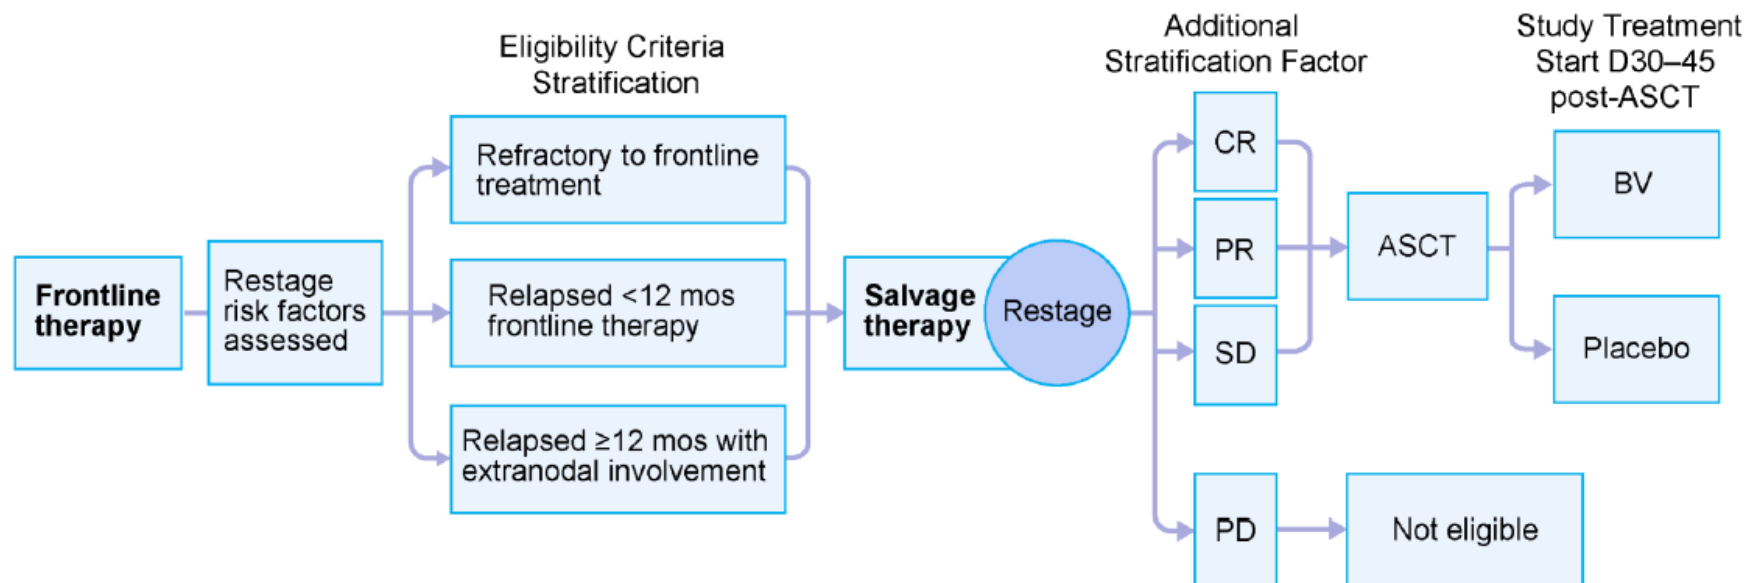 Eligibility Criteria
Stratification
Additional
Stratification Factor
Study Treatment
Start D30–45
post-ASCT
Frontline
therapy
Restage
risk factors
assessed
Refractory to frontline
treatment
Relapsed <12 mos
frontline therapy
Relapsed ≥12 mos with
extranodal involvement
Salvage
therapy
Restage
CR
PR
SD
PD
ASCT
Not eligible
BV
Placebo